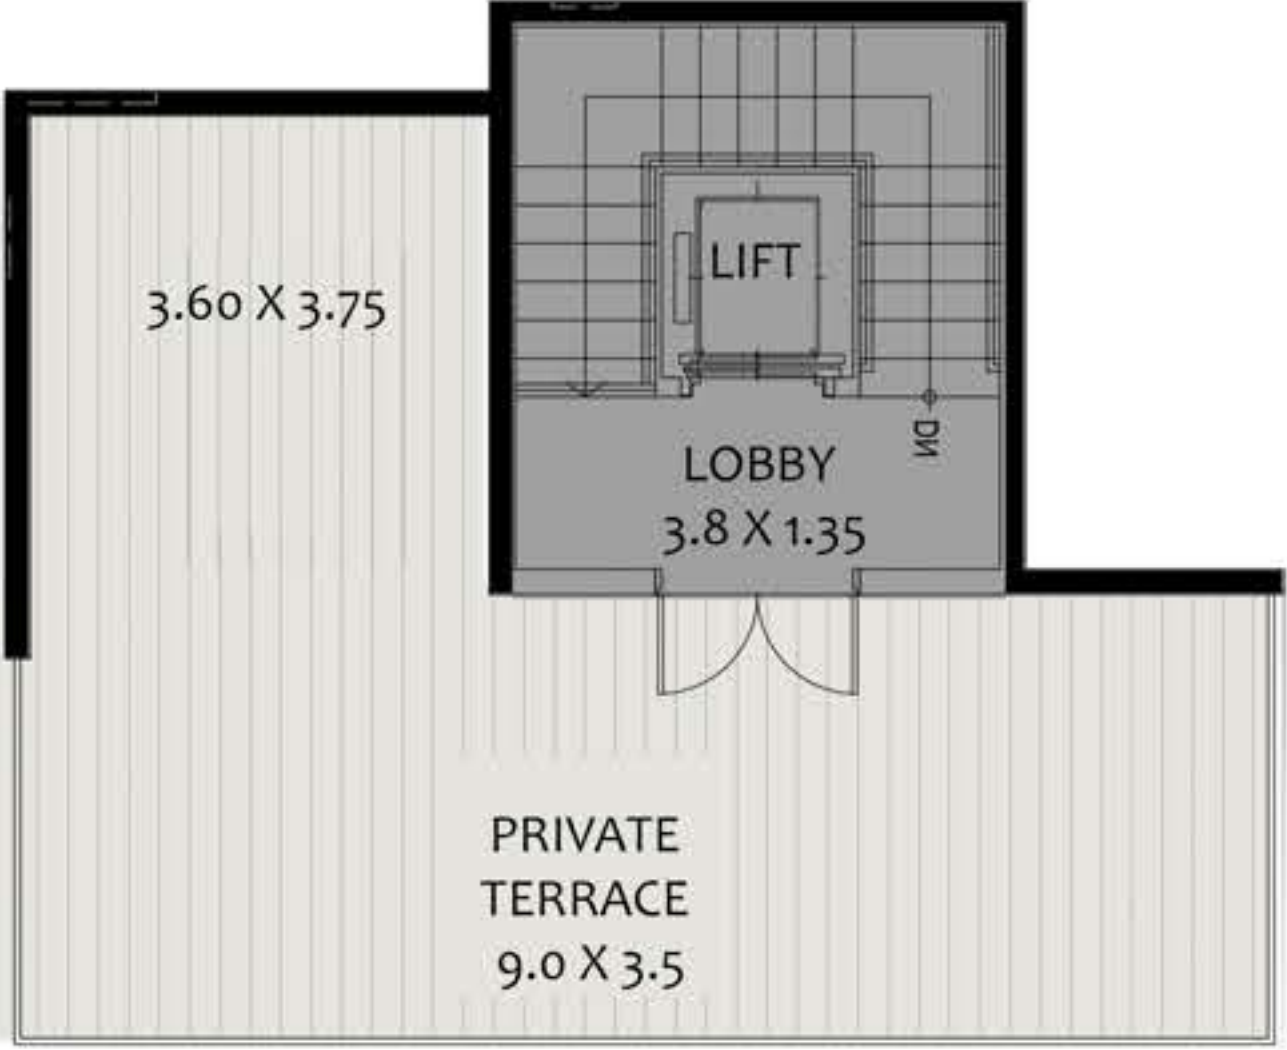 LIFT
3.60 X 3.75
DN
LOBBY
3.8 X 1.35
PRIVATE
TERRACE
9.0 X 3.5